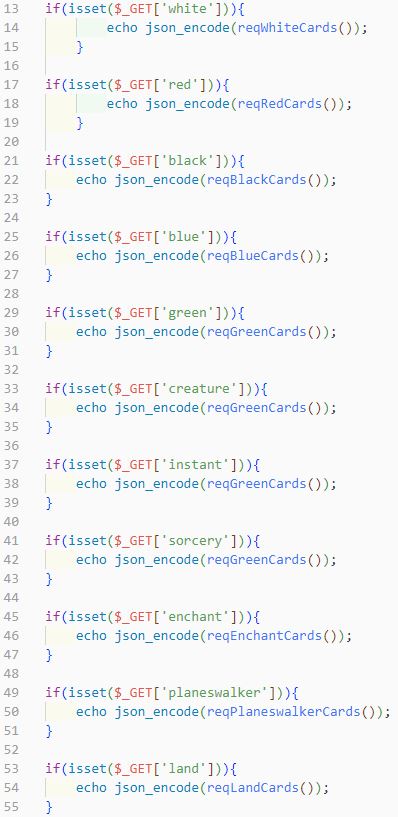 13 if(isset($_GET['white'])){
14 echo json_encode(reqWhiteCards());
15 }
16
17 if(isset($_GET['red'])){
18 echo json_encode(reqRedCards());
19 }
20
21 if(isset($_GET['black'])){
22 echo json_encode(reqBlackCards());
23 }
24
25 if(isset($_GET['blue'])){
26 echo json_encode(reqBlueCards());
27 }
28
29 if(isset($_GET['green'])){
30 echo json_encode(reqGreenCards());
31 }
32
33 if(isset($_GET['creature'])){
34 echo json_encode(reqGreenCards());
35 }
36
37 if(isset($_GET['instant'])){
38 echo json_encode(reqGreenCards());
39 }
40
41 if(isset($_GET['sorcery'])){
42 echo json_encode(reqGreenCards());
43 }
44
45 if(isset($_GET['enchant'])){
46 echo json_encode(reqEnchantCards());
47 }
48
49 if(isset($_GET['planeswalker'])){
50 echo json_encode(reqPlaneswalkerCards());
51 }
52
53 if(isset($_GET['land'])){
54 echo json_encode(reqLandCards());
55 }